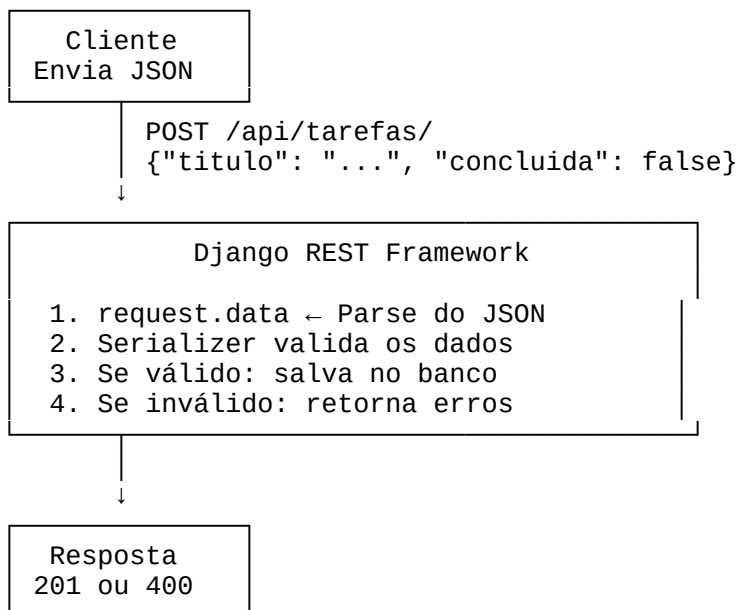 Cliente
Envia JSON
POST /api/tarefas/
{"titulo": "...", "concluida": false}
↓
Django REST Framework
1. request.data ← Parse do JSON
2. Serializer valida os dados
3. Se válido: salva no banco
4. Se inválido: retorna erros
↓
Resposta
201 ou 400